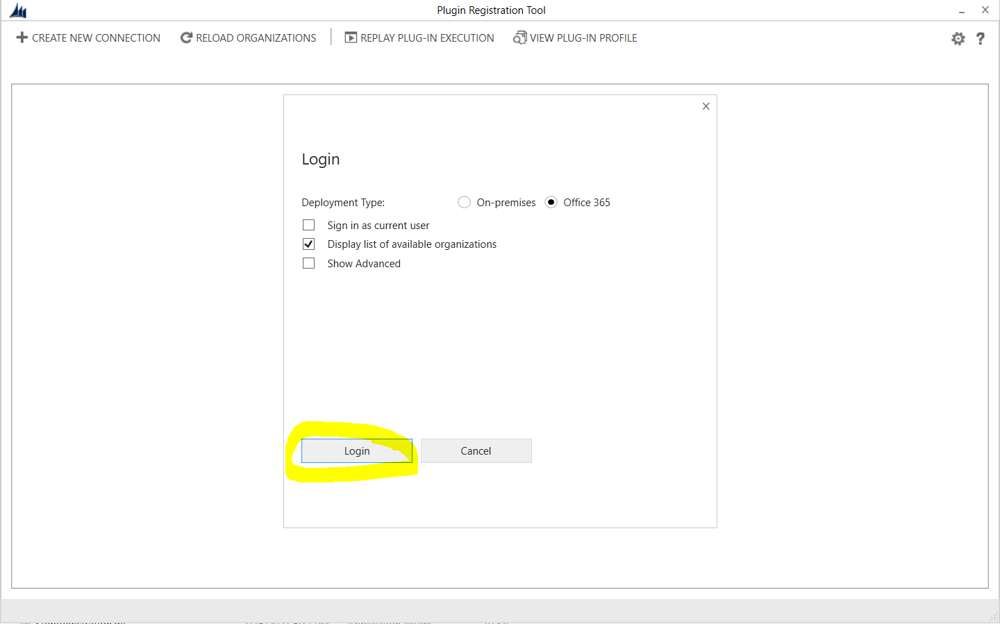 Plugin Registration Tool
CREATE NEW CONNECTION RELOAD ORGANIZATIONS REPLAY PLUG-IN EXECUTION VIEW PLUG-IN PROFILE ?
Login
Deployment Type: On-premises Office 365
Sign in as current user
Display list of available organizations
Show Advanced
Login Cancel